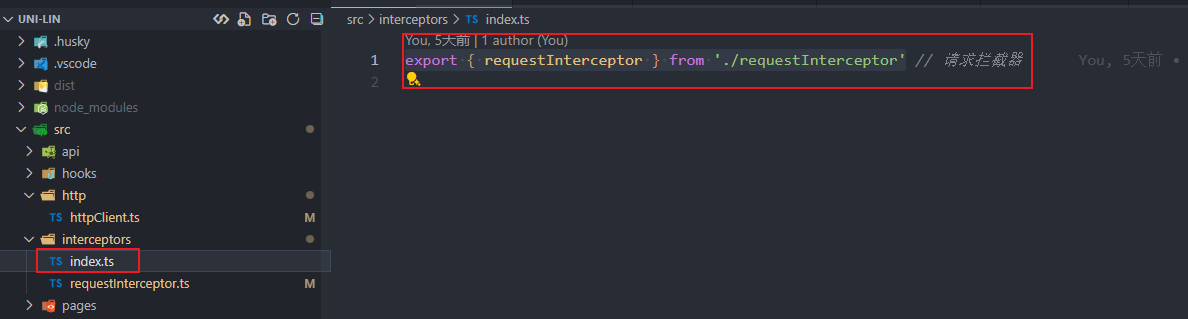 UNI-LIN
.husky
.vscode
dist
node_modules
src
api
hooks
http
TS httpClient.ts M
interceptors
TS index.ts
TS requestInterceptor.ts M
pages
src > interceptors > TS index.ts
You, 5天前 | 1 author (You)
1 export { requestInterceptor } from './requestInterceptor' // 请求拦截器 You, 5天前 •
2